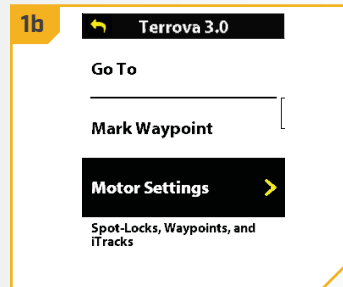 1b
Terrova 3.0
Go To
Mark Waypoint
Motor Settings
Spot-Locks, Waypoints, and
iTracks